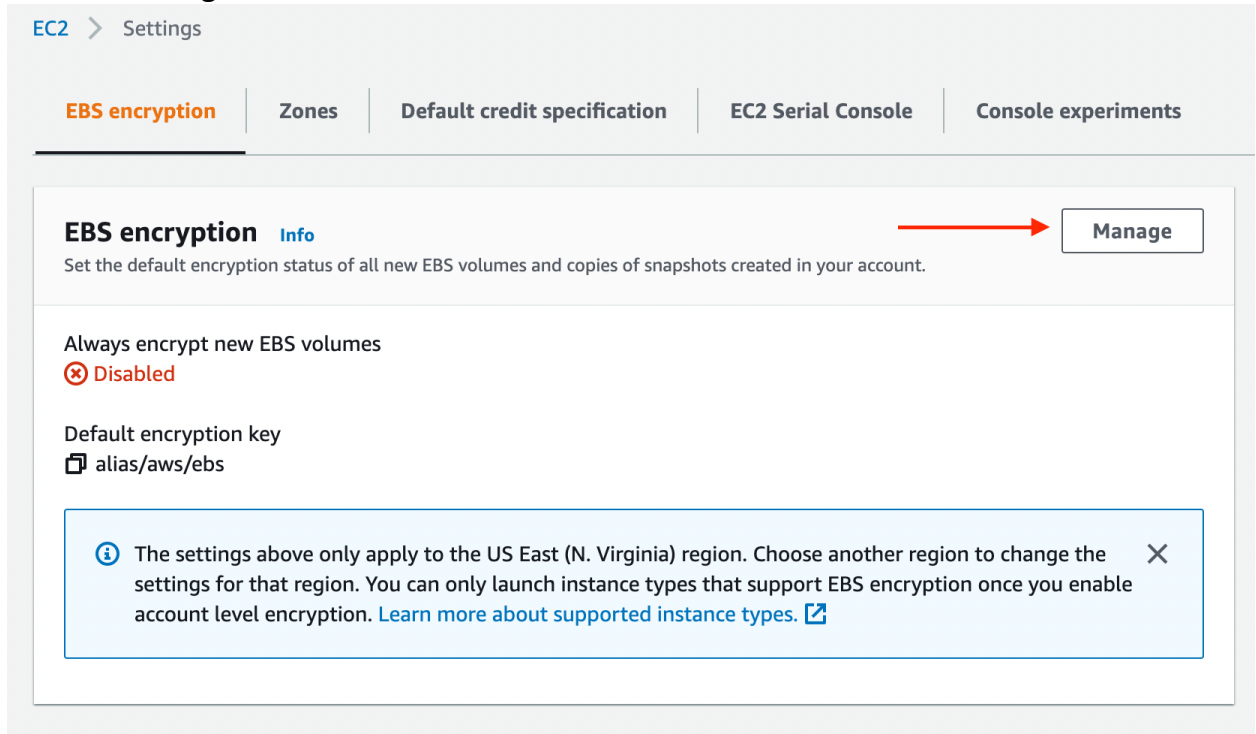 EC2 > Settings
EBS encryption
Zones
Default credit specification
EC2 Serial Console
Console experiments
EBS encryption Info
Manage
Set the default encryption status of all new EBS volumes and copies of snapshots created in your account.
Always encrypt new EBS volumes
Disabled
Default encryption key
alias/aws/ebs
The settings above only apply to the US East (N. Virginia) region. Choose another region to change the
settings for that region. You can only launch instance types that support EBS encryption once you enable
account level encryption. Learn more about supported instance types.